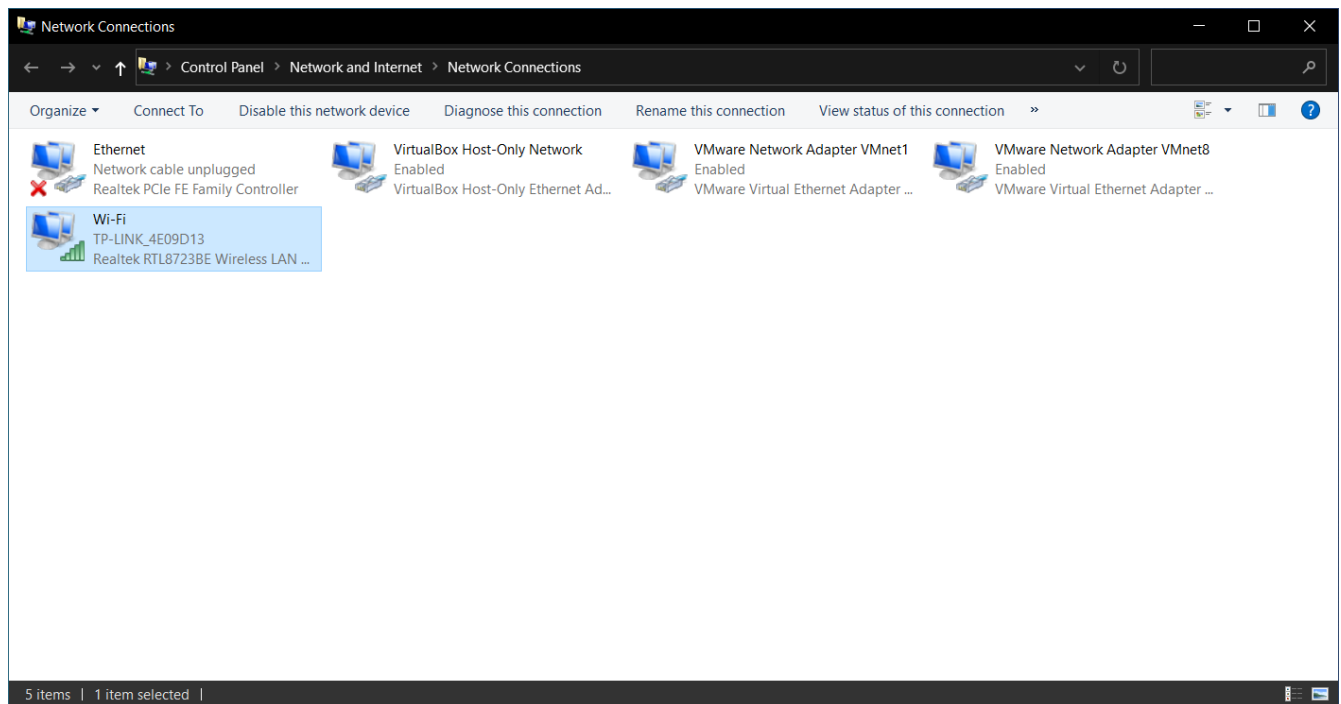 Network Connections
Control Panel > Network and Internet > Network Connections
Organize Connect To Disable this network device Diagnose this connection Rename this connection View status of this connection »
Ethernet
Network cable unplugged
Realtek PCIe FE Family Controller
VirtualBox Host-Only Network
Enabled
VirtualBox Host-Only Ethernet Ad...
VMware Network Adapter VMnet1
Enabled
VMware Virtual Ethernet Adapter ...
VMware Network Adapter VMnet8
Enabled
VMware Virtual Ethernet Adapter ...
Wi-Fi
TP-LINK_4E09D13
Realtek RTL8723BE Wireless LAN ...
5 items | 1 item selected |